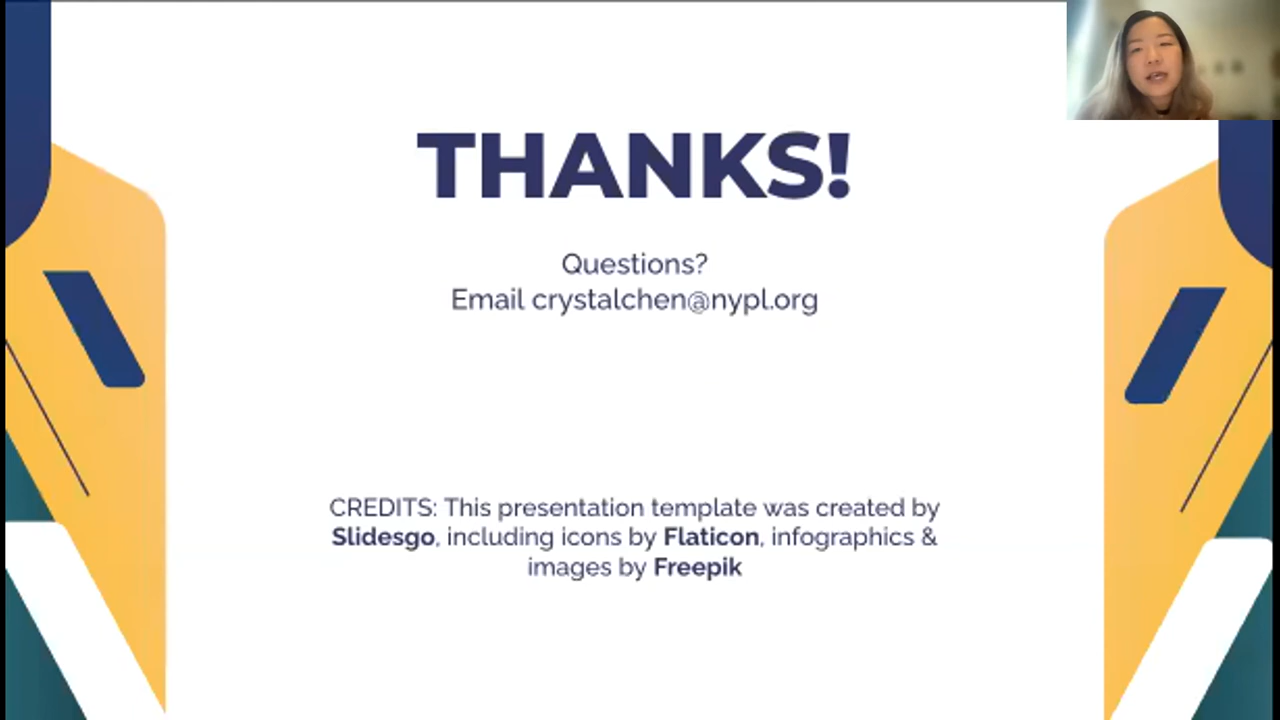 THANKS!
Questions?
Email crystalchen@nypl.org
CREDITS: This presentation template was created by
Slidesgo, including icons by Flaticon, infographics &
images by Freepik